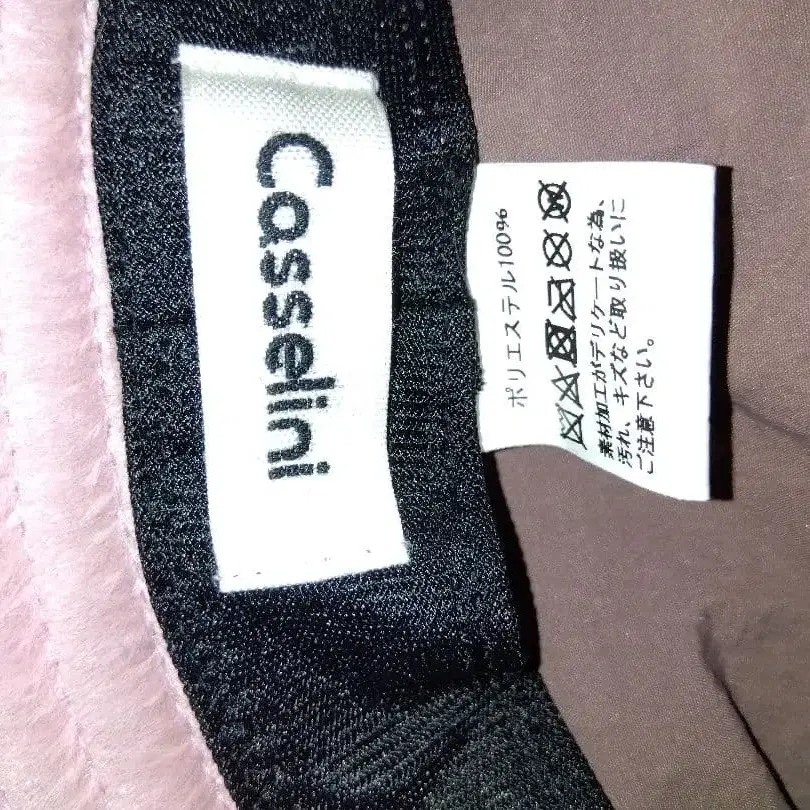 Casselini
ポリエステル100%
素材加工がデリケートな為、
汚れ、キズなど取り扱いに
ご注意下さい。